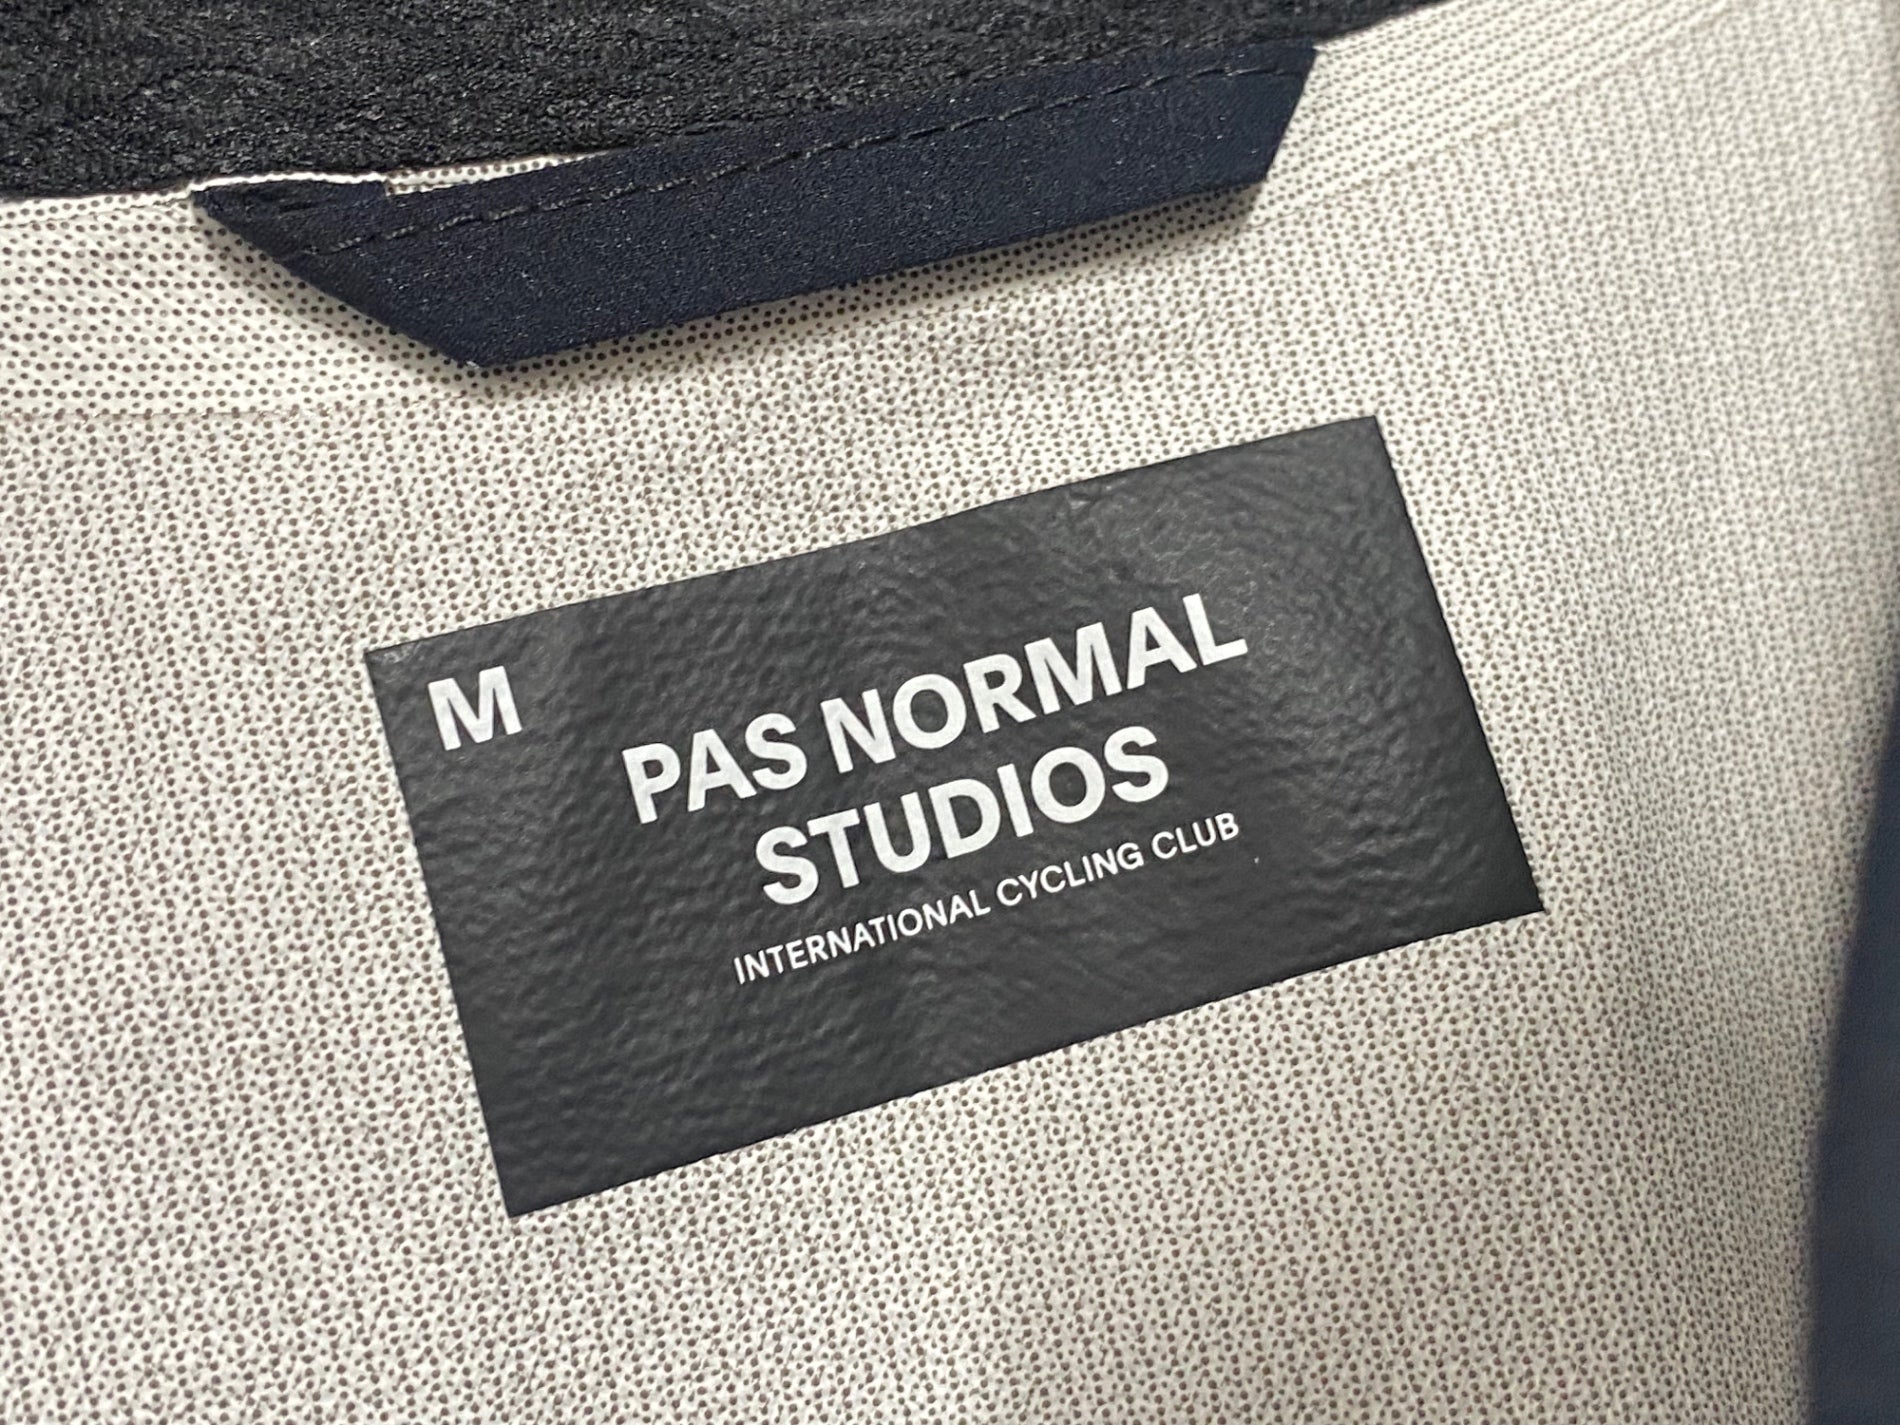 M
PAS NORMAL
STUDIOS
INTERNATIONAL CYCLING CLUB